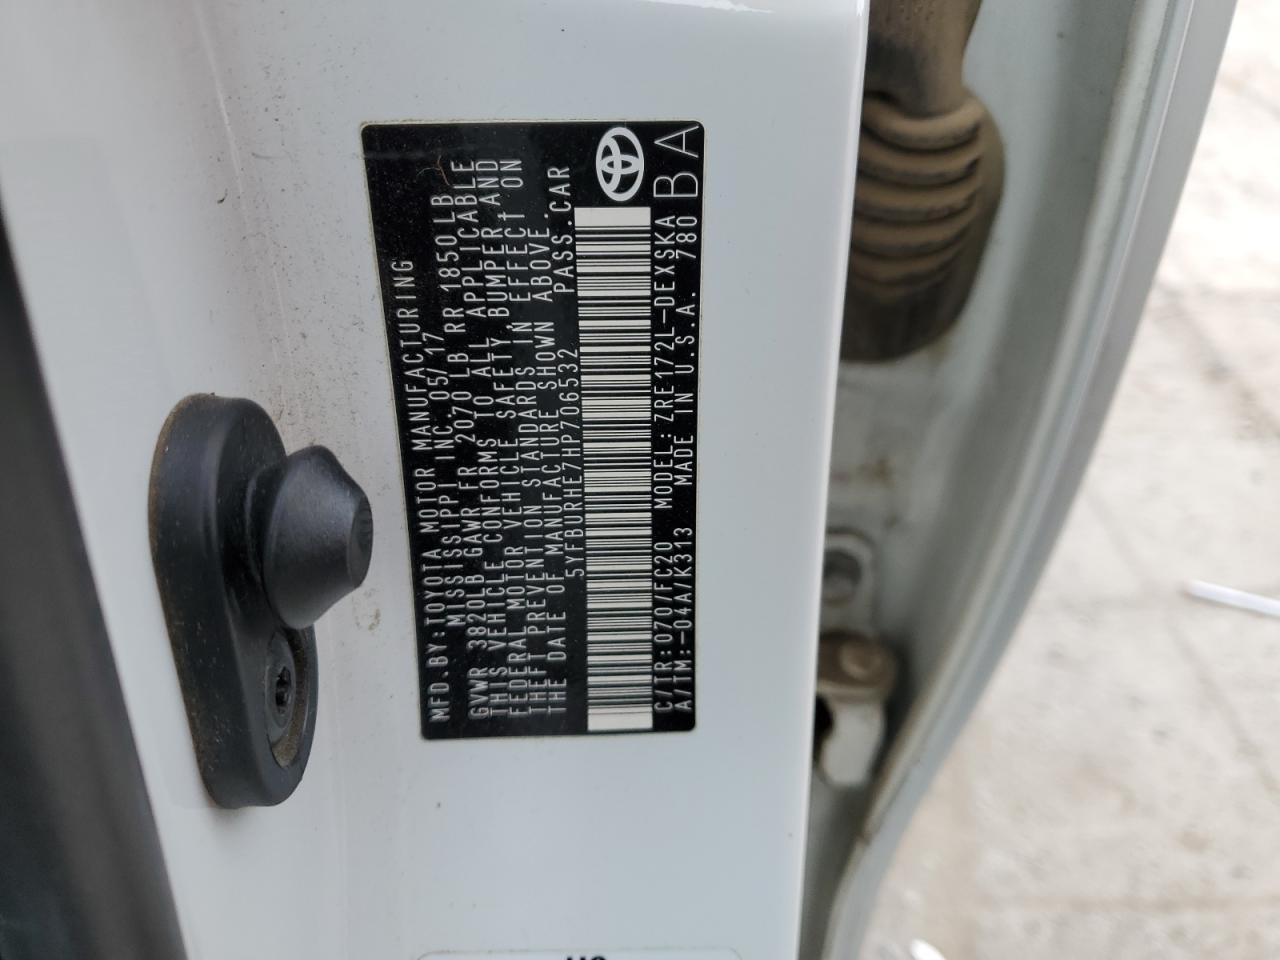 MFD.BY:TOYOTA MOTOR MANUFACTURING
MISSISSIPPI INC. 05/17
GVWR 3820LB GAWR FR 2070 LB RR 1850 LB
THIS VEHICLE CONFORMS TO ALL APPLICABLE
FEDERAL MOTOR VEHICLE SAFETY, BUMPER, AND
THEFT PREVENTION STANDARDS IN EFFECT ON
THE DATE OF MANUFACTURE SHOWN ABOVE.
5YFBURHE7HP706532 PASS.CAR
C/TR:070/FC20 MODEL:ZRE172L-DEXSKA
A/TM:-04A/K313 MADE IN U.S.A. 780
BA